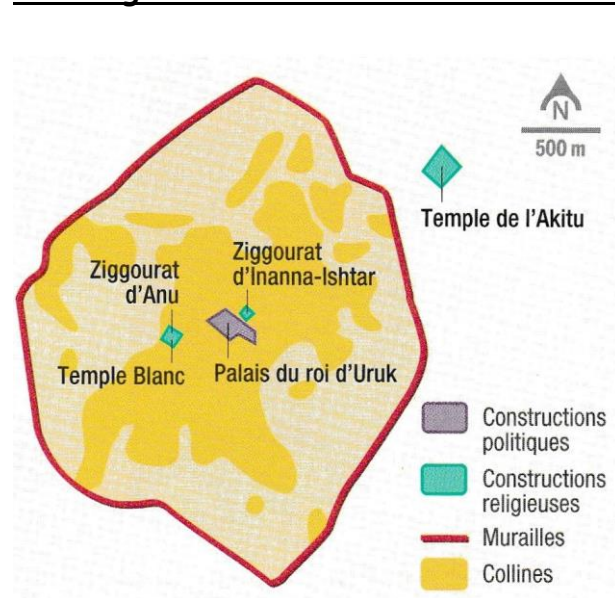 N
500 m
Temple de l'Akitu
Ziggourat
d'Inanna-Ishtar
Ziggourat
d'Anu
Temple Blanc
Palais du roi d'Uruk
Constructions
politiques
Constructions
religieuses
Murailles
Collines